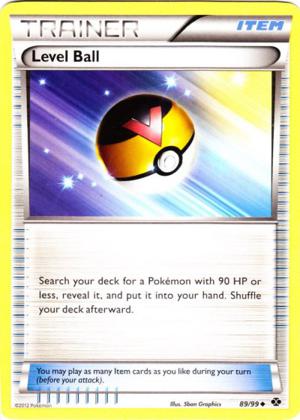 TRAINER ITEM
Level Ball
Search your deck for a Pokémon with 90 HP or
less, reveal it, and put it into your hand. Shuffle
your deck afterward.
You may play as many Item cards as you like during your turn
(before your attack).
©2012 Pokémon
Illus. 5ban Graphics
89/99